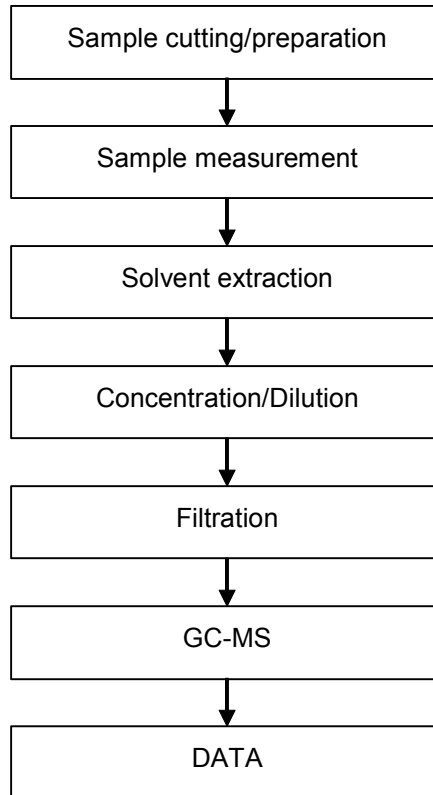 Sample cutting/preparation
Sample measurement
Solvent extraction
Concentration/Dilution
Filtration
GC-MS
DATA